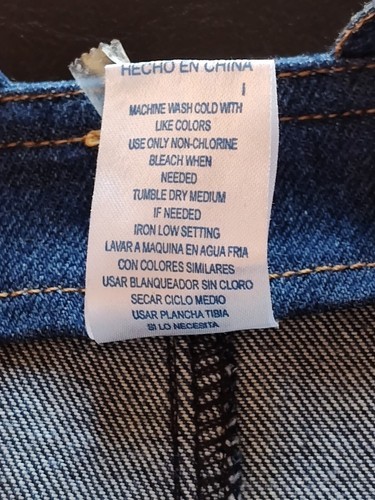 HECHO EN CHINA
I
MACHINE WASH COLD WITH
LIKE COLORS
USE ONLY NON-CHLORINE
BLEACH WHEN
NEEDED
TUMBLE DRY MEDIUM
IF NEEDED
IRON LOW SETTING
LAVAR A MAQUINA EN AGUA FRIA
CON COLORES SIMILARES
USAR BLANQUEADOR SIN CLORO
SECAR CICLO MEDIO
USAR PLANCHA TIBIA
SI LO NECESITA